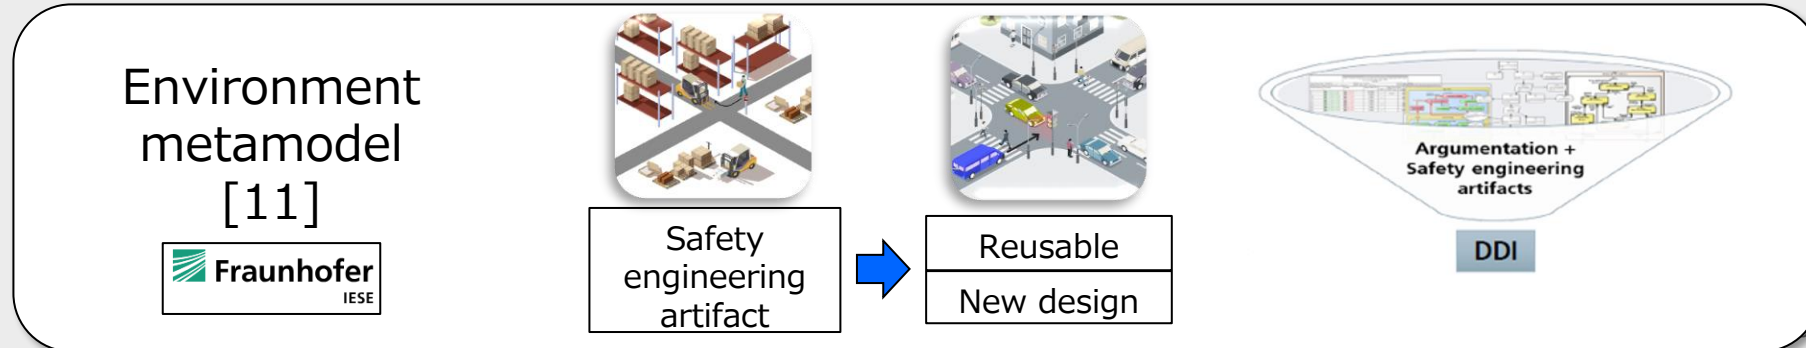 Environment
metamodel
[11]
Fraunhofer
IESE
Safety
engineering
artifact
Reusable
New design
Argumentation +
Safety engineering
artifacts
DDI